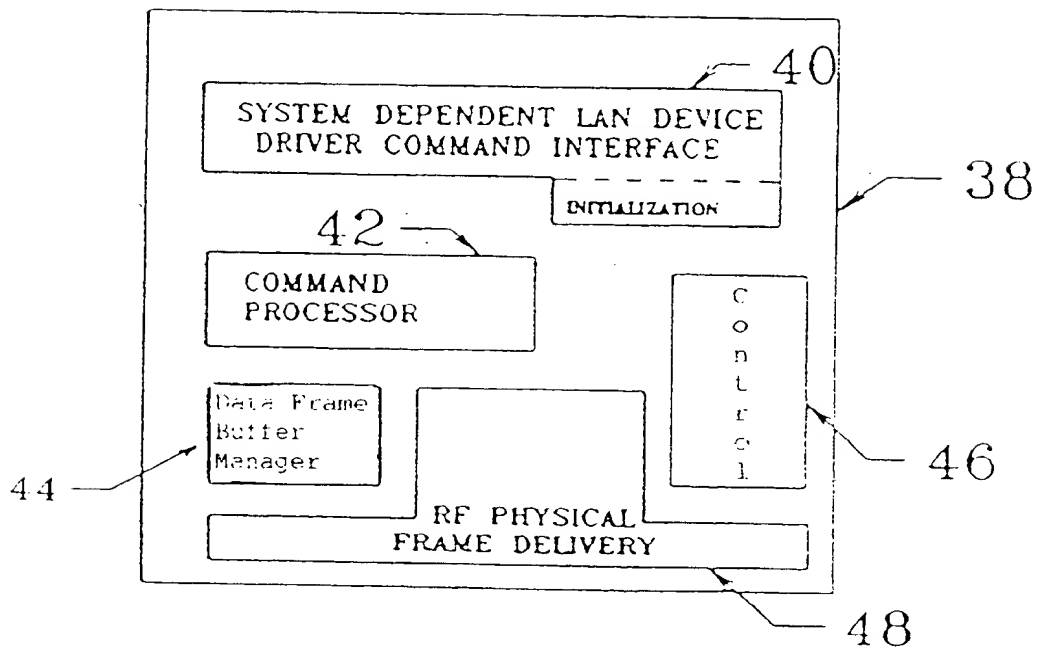 40
SYSTEM DEPENDENT LAN DEVICE
DRIVER COMMAND INTERFACE
INITIALIZATION
38
42
COMMAND
PROCESSOR
Control
Data Frame
Buffer
Manager
44
46
RF PHYSICAL
FRAME DELIVERY
48